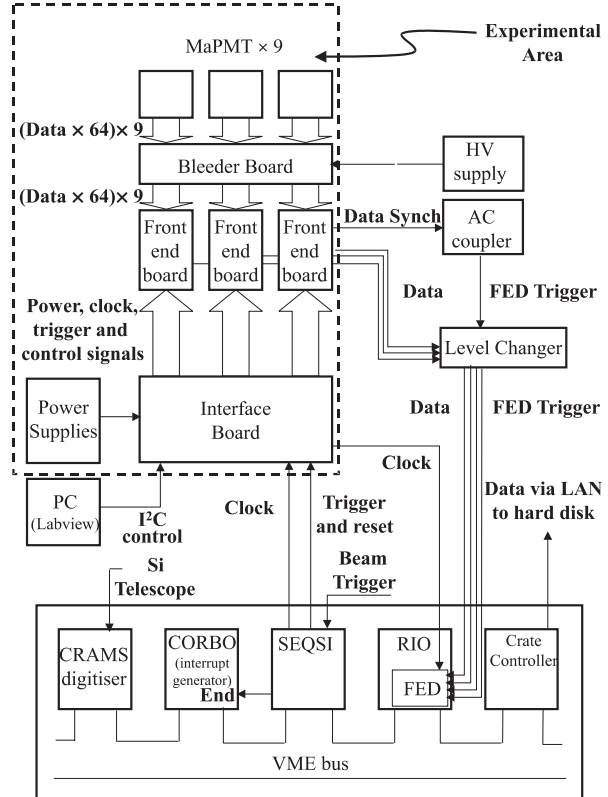 MaPMT × 9
Experimental
Area
(Data × 64)× 9
Bleeder Board
HV
supply
(Data × 64)× 9
Front
end
board
Front
end
board
Front
end
board
Data Synch
AC
coupler
Data
FED Trigger
Power, clock,
trigger and
control signals
Level Changer
Power
Supplies
Interface
Board
Data
FED Trigger
Clock
PC
(Labview)
I²C
control
Clock
Trigger
and reset
Data via LAN
to hard disk
Si
Telescope
Beam
Trigger
CRAMS
digitiser
CORBO
(interrupt
generator)
End
SEQSI
RIO
FED
Crate
Controller
VME bus